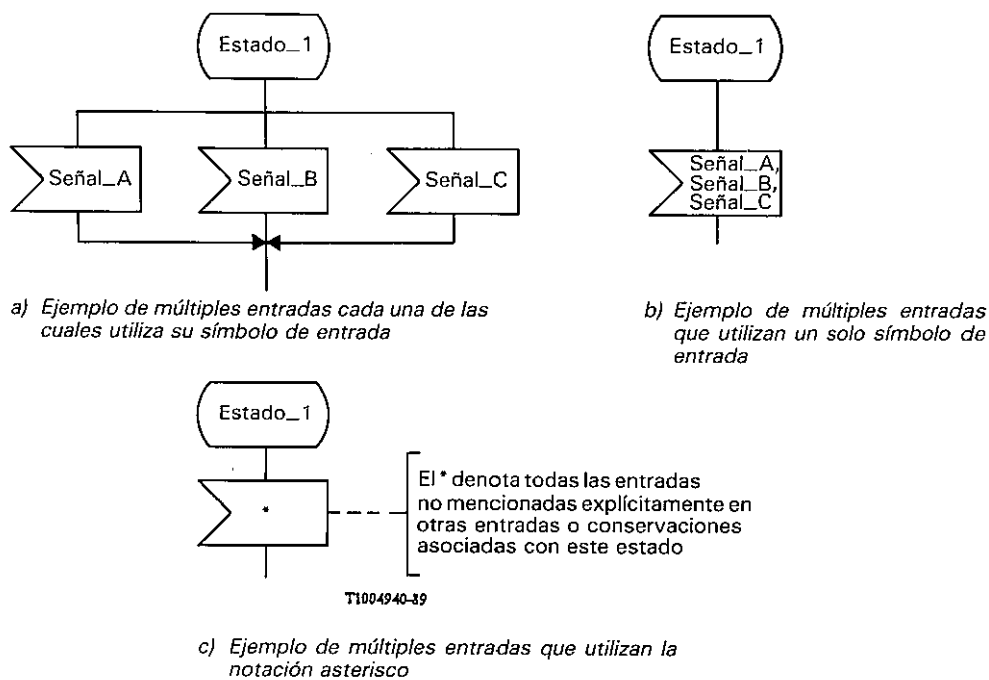 Estado_1
Señal_A
Señal_B
Señal_C
a) Ejemplo de múltiples entradas cada una de las
cuales utiliza su símbolo de entrada
Estado_1
Señal_A,
Señal_B,
Señal_C
b) Ejemplo de múltiples entradas
que utilizan un solo símbolo de
entrada
Estado_1
*
El * denota todas las entradas
no mencionadas explícitamente en
otras entradas o conservaciones
asociadas con este estado
T1004940-89
c) Ejemplo de múltiples entradas que utilizan la
notación asterisco